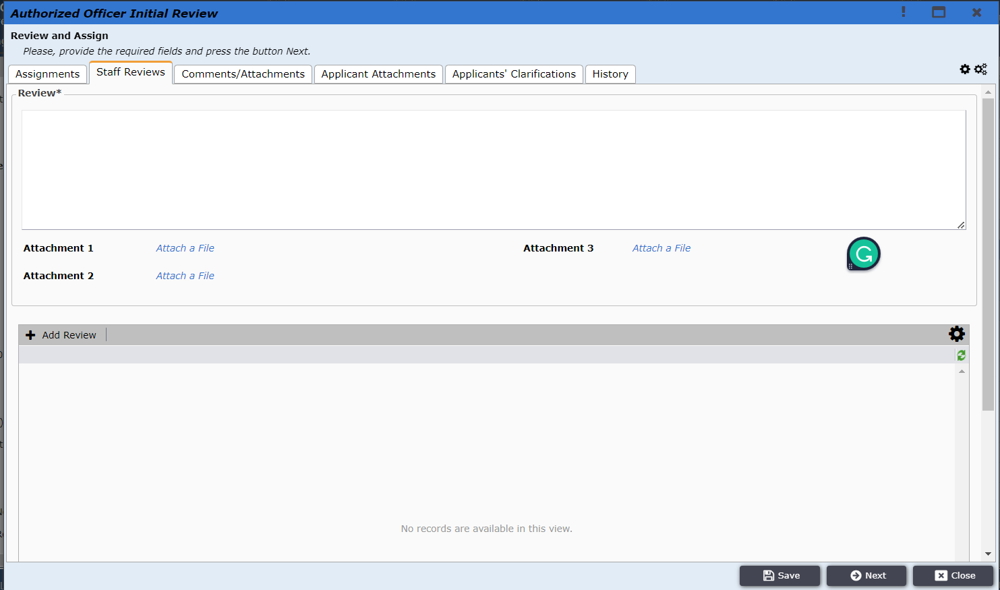 Authorized Officer Initial Review
Review and Assign
Please, provide the required fields and press the button Next.
Assignments
Staff Reviews
Comments/Attachments
Applicant Attachments
Applicants' Clarifications
History
Review*
Attachment 1 Attach a File
Attachment 3 Attach a File
Attachment 2 Attach a File
Add Review
No records are available in this view.
Save
Next
Close